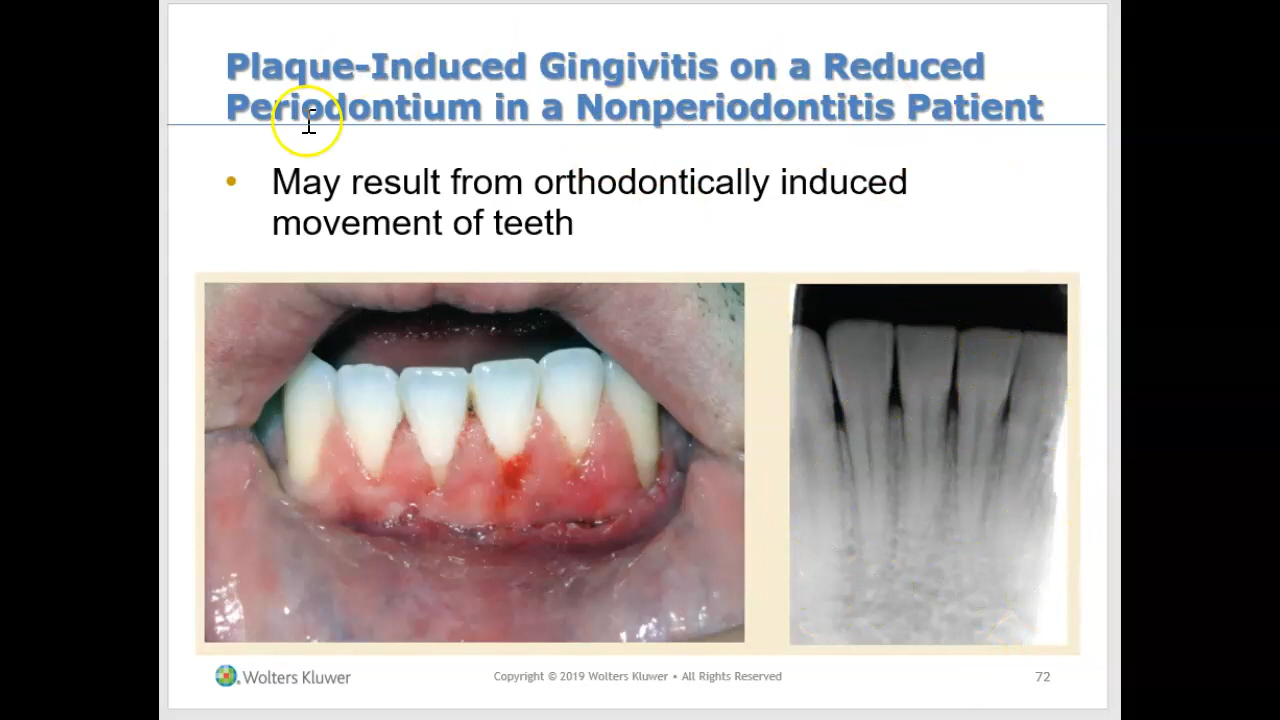 Plaque-Induced Gingivitis on a Reduced
Periodontium in a Nonperiodontitis Patient
• May result from orthodontically induced
movement of teeth
Wolters Kluwer
Copyright © 2019 Wolters Kluwer • All Rights Reserved
72